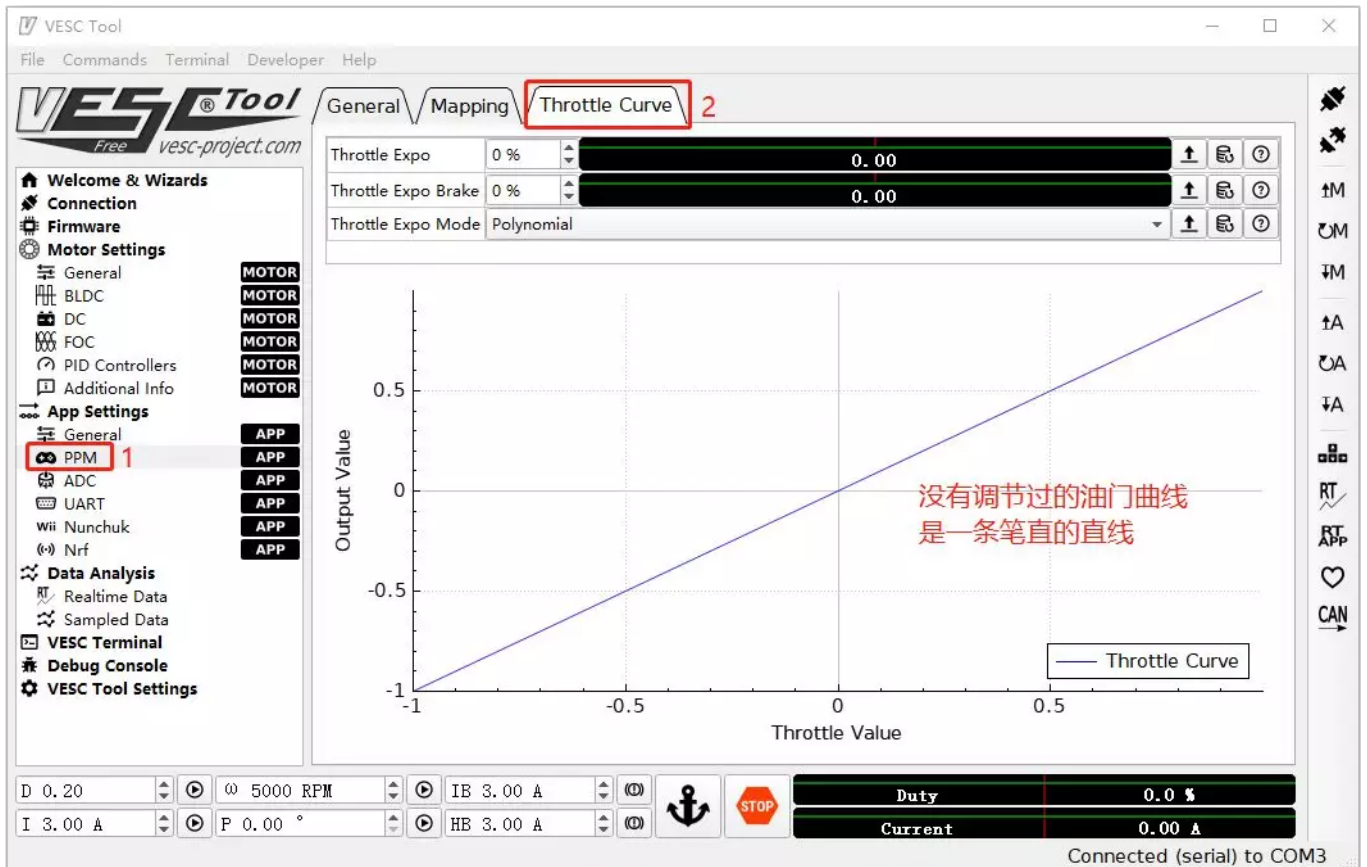 VESC Tool
File Commands Terminal Developer Help
VESC® Tool
Free vesc-project.com
General Mapping Throttle Curve 2
Throttle Expo 0 % 0.00
Throttle Expo Brake 0 % 0.00
Throttle Expo Mode Polynomial
Welcome & Wizards
Connection
Firmware
Motor Settings
General MOTOR
BLDC MOTOR
DC MOTOR
FOC MOTOR
PID Controllers MOTOR
Additional Info MOTOR
App Settings
General APP
PPM 1 APP
ADC APP
UART APP
Wii Nunchuk APP
Nrf APP
Data Analysis
RT Realtime Data
Sampled Data
VESC Terminal
Debug Console
VESC Tool Settings
Output Value
0.5
0
-0.5
-1
没有调节过的油门曲线
是一条笔直的直线
Throttle Curve
-1 -0.5 0 0.5
Throttle Value
M
M
M
A
A
A
RT
RT
APP
CAN
D 0.20 ω 5000 RPM IB 3.00 A
I 3.00 A P 0.00 ° HB 3.00 A
STOP
Duty 0.0 %
Current 0.00 A
Connected (serial) to COM3